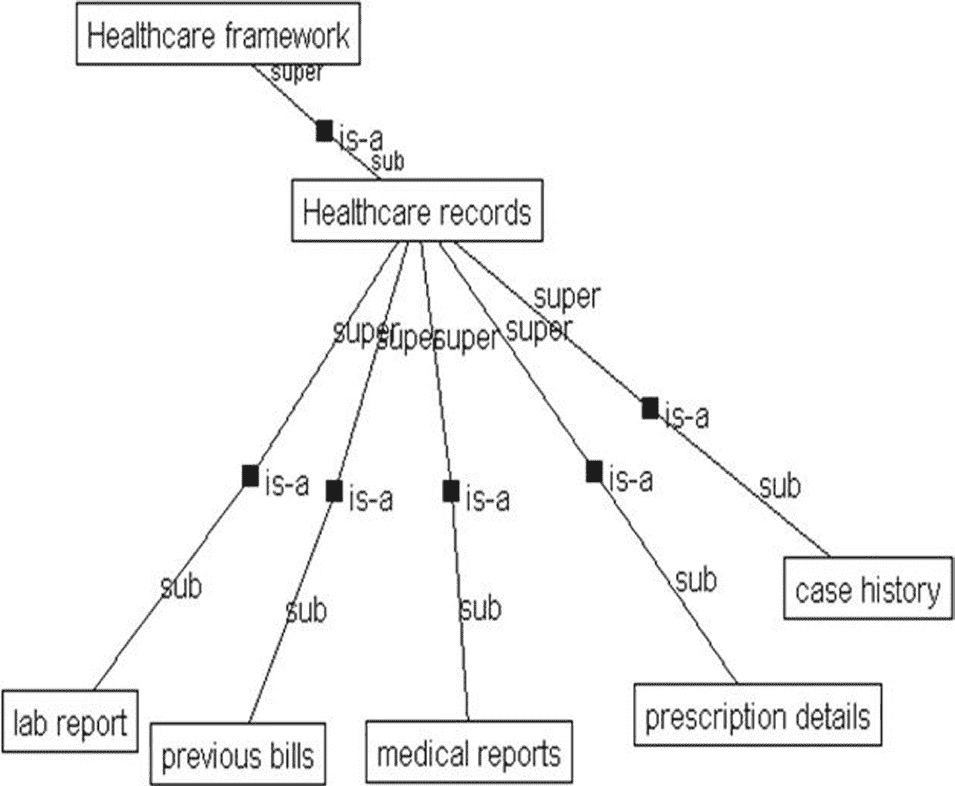 Healthcare framework
super
is-a
sub
Healthcare records
super
super
super
super
super
is-a
is-a
is-a
is-a
is-a
sub
sub
sub
sub
sub
case history
lab report
previous bills
medical reports
prescription details